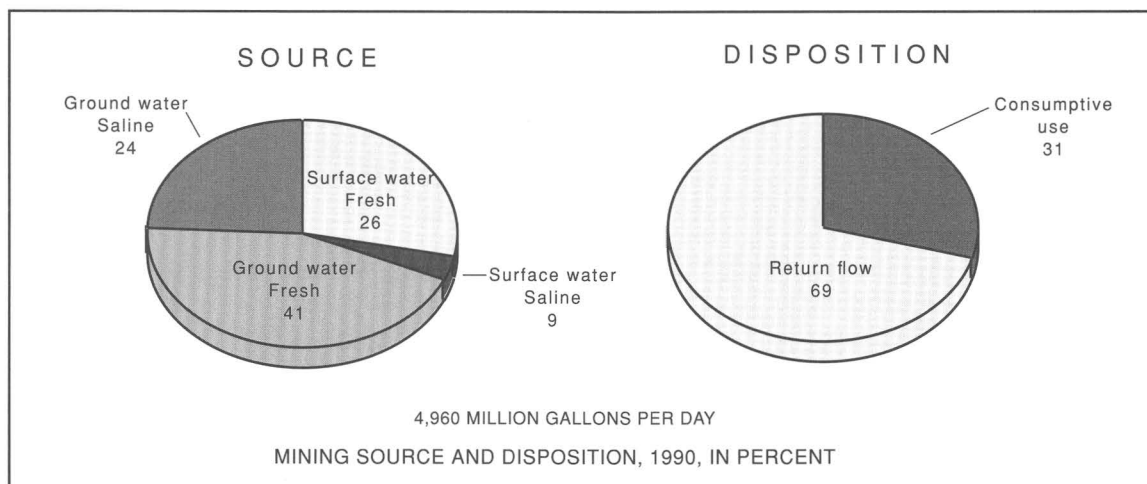 SOURCE
Ground water
Saline
24
Surface water
Fresh
26
Ground water
Fresh
41
Surface water
Saline
9
DISPOSITION
Consumptive
use
31
Return flow
69
4,960 MILLION GALLONS PER DAY
MINING SOURCE AND DISPOSITION, 1990, IN PERCENT